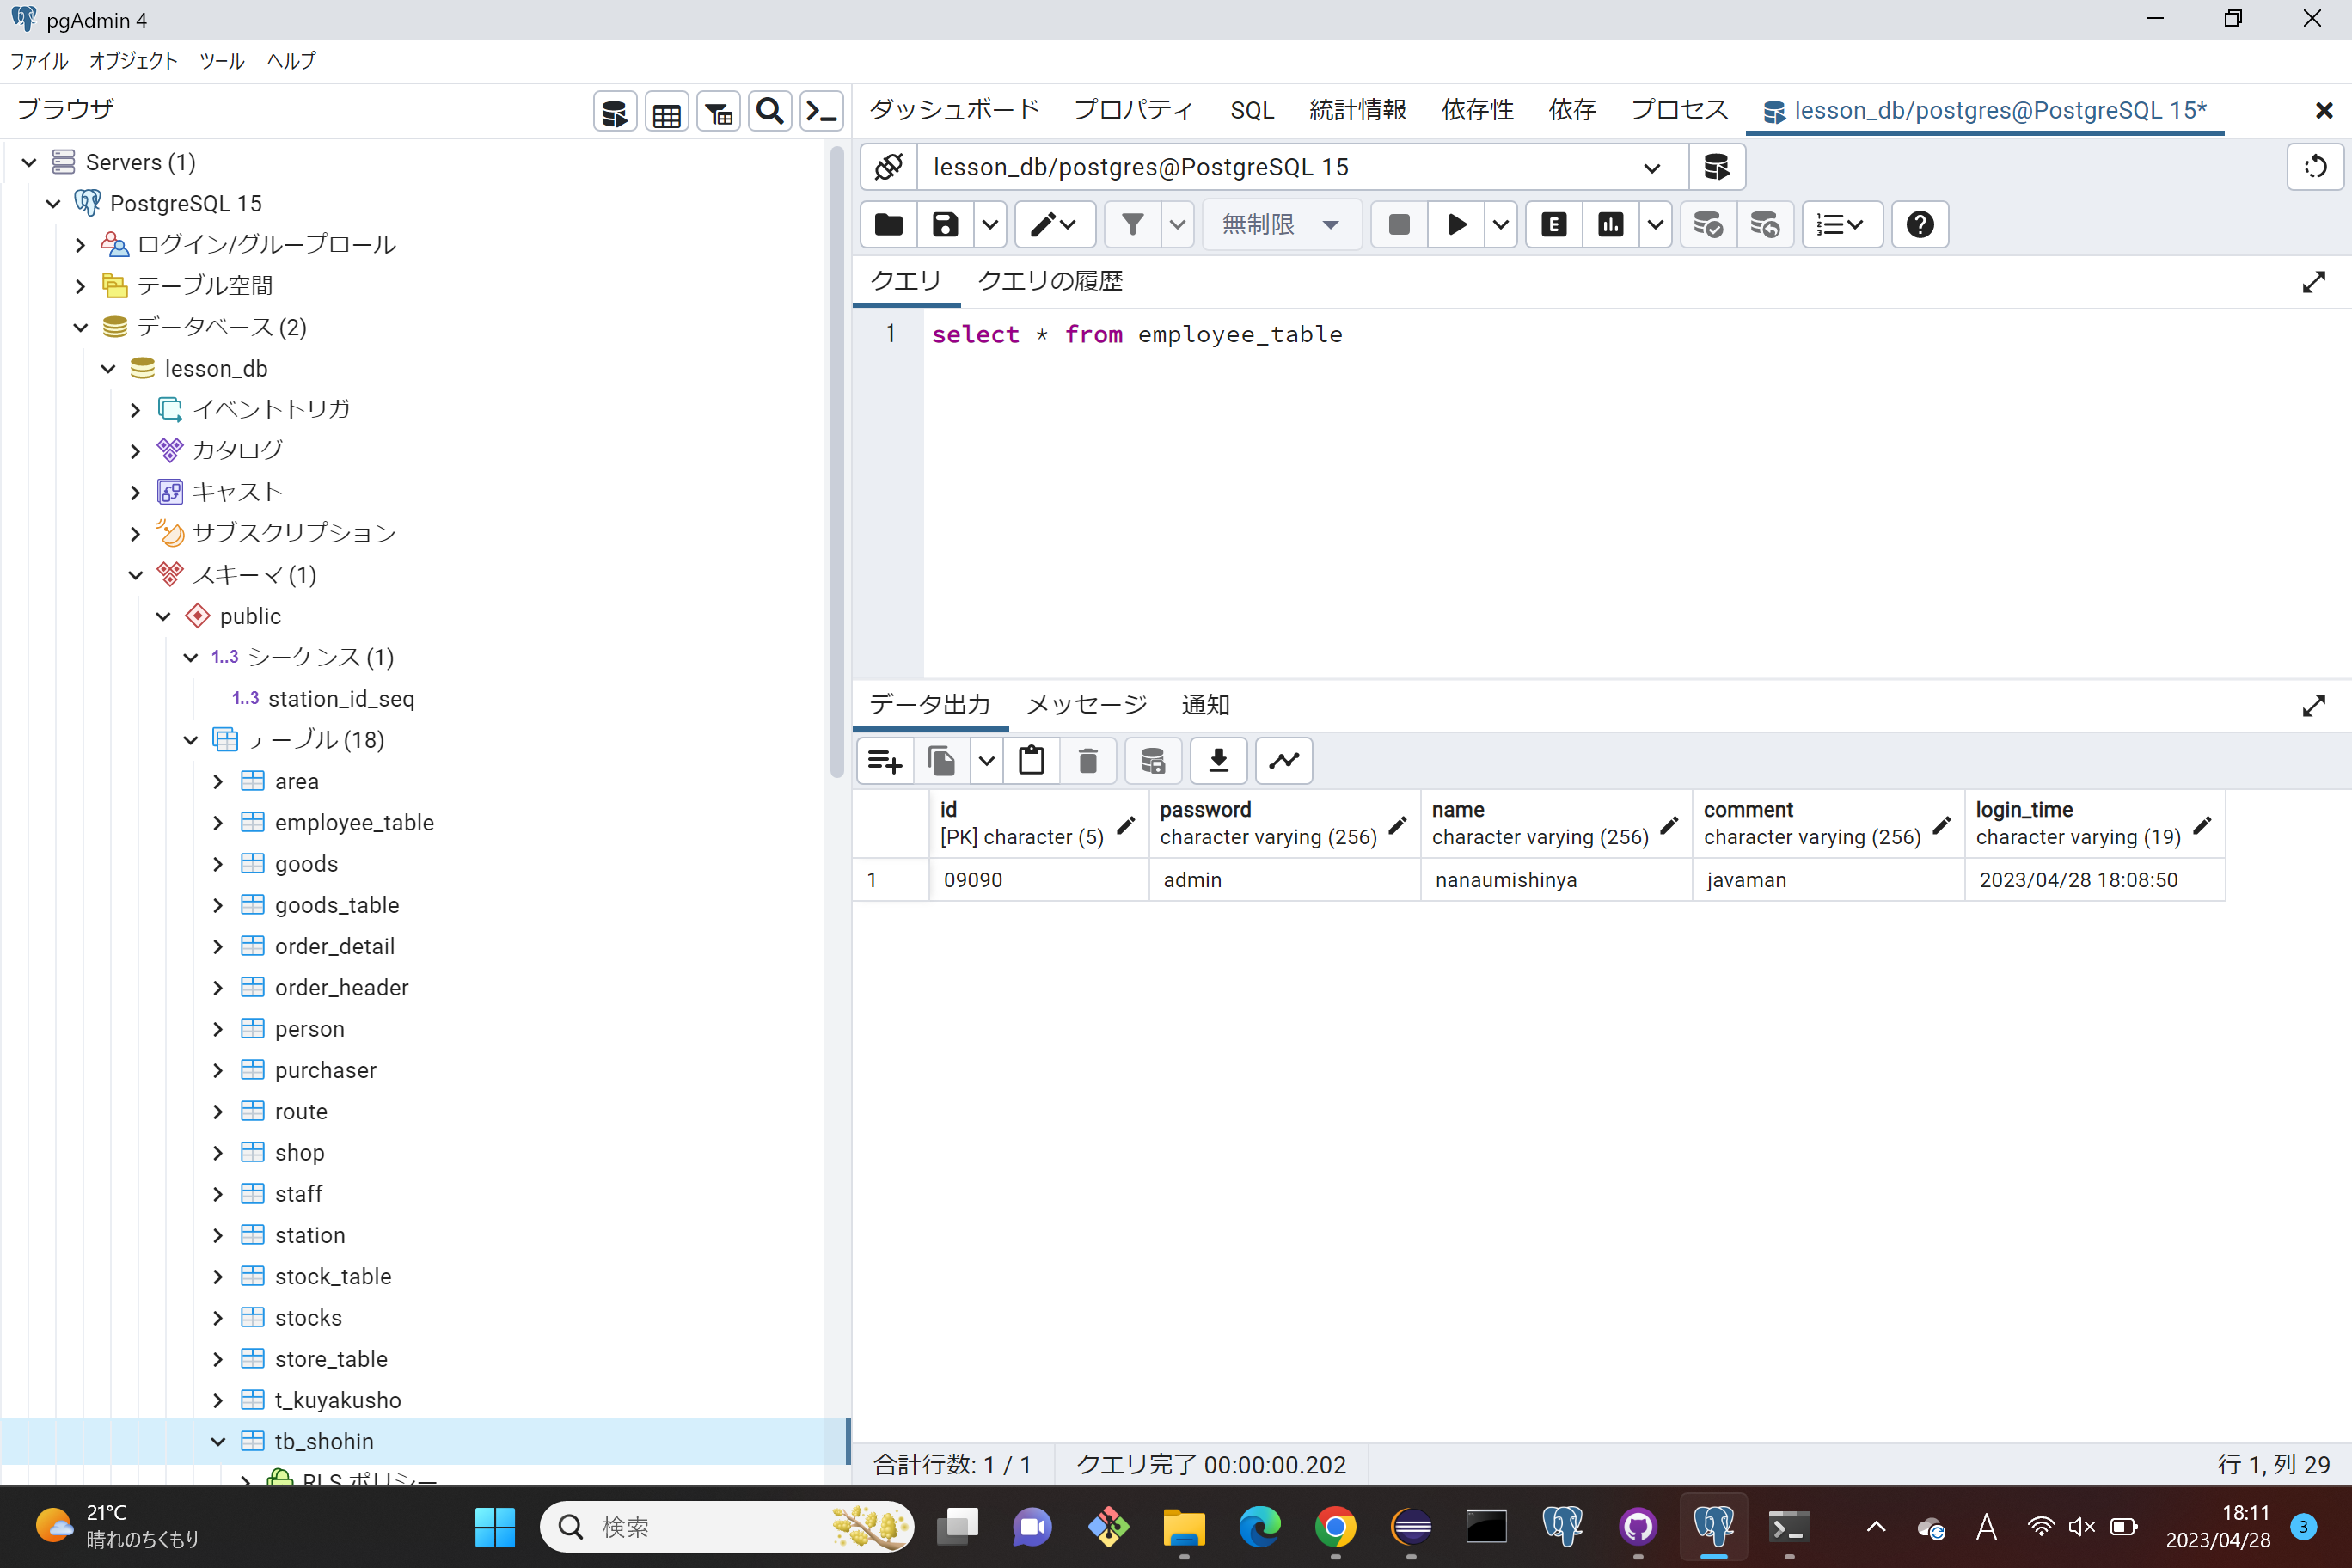 pgAdmin 4
ファイル オブジェクト ツール ヘルプ
ブラウザ
Servers (1)
PostgreSQL 15
ログイン/グループロール
テーブル空間
データベース (2)
lesson_db
イベントトリガ
カタログ
キャスト
サブスクリプション
スキーマ (1)
public
1..3 シーケンス (1)
1..3 station_id_seq
テーブル (18)
area
employee_table
goods
goods_table
order_detail
order_header
person
purchaser
route
shop
staff
station
stock_table
stocks
store_table
t_kuyakusho
tb_shohin
RLS ポリシー
ダッシュボード プロパティ SQL 統計情報 依存性 依存 プロセス lesson_db/postgres@PostgreSQL 15*
lesson_db/postgres@PostgreSQL 15
無制限 E
クエリ クエリの履歴
1 select * from employee_table
データ出力 メッセージ 通知
id password name comment login_time
[PK] character (5) character varying (256) character varying (256) character varying (256) character varying (19)
1 09090 admin nanaumishinya javaman 2023/04/28 18:08:50
合計行数: 1 / 1 クエリ完了 00:00:00.202 行 1, 列 29
21°C
晴れのちくもり
検索
A
18:11
2023/04/28
3